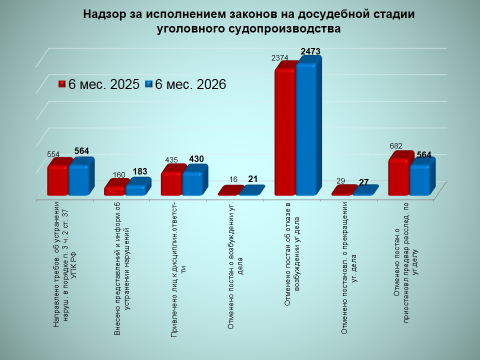 Надзор за исполнением законов на досудебной стадии
уголовного судопроизводства
6 мес. 2025
6 мес. 2026
554
564
160
183
435
430
16
21
2374
2473
29
27
682
564
Направлено требов. об устранении
наруш. в порядке п. 3 ч. 2 ст. 37
УПК РФ
Внесено представлений и информ.об
устранении нарушений
Привлечено лиц к дисциплин.ответст-
ти
Отменено постан.о возбуждении уг.
дела
Отменено постан.об отказе в
возбуждении уг.дела
Отменено постановл. о прекращении
уг. дела
Отменено постан.о
приостановл.предвар.расслед. по
уг.делу